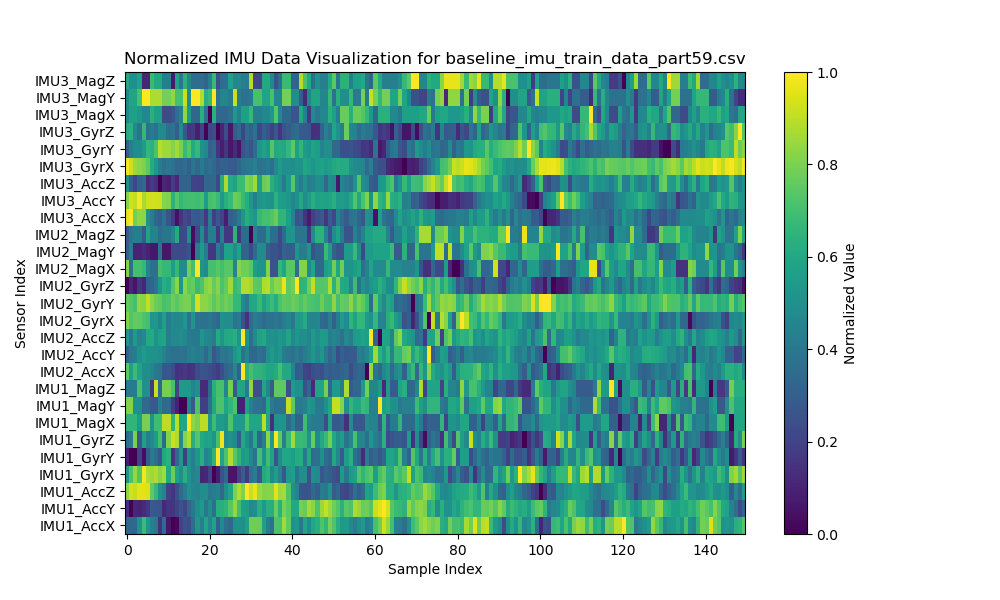 Normalized IMU Data Visualization for baseline_imu_train_data_part59.csv
IMU3_MagZ
IMU3_MagY
IMU3_MagX
IMU3_GyrZ
IMU3_GyrY
IMU3_GyrX
IMU3_AccZ
IMU3_AccY
IMU3_AccX
IMU2_MagZ
IMU2_MagY
IMU2_MagX
IMU2_GyrZ
IMU2_GyrY
IMU2_GyrX
IMU2_AccZ
IMU2_AccY
IMU2_AccX
IMU1_MagZ
IMU1_MagY
IMU1_MagX
IMU1_GyrZ
IMU1_GyrY
IMU1_GyrX
IMU1_AccZ
IMU1_AccY
IMU1_AccX
Sensor Index
0 20 40 60 80 100 120 140
Sample Index
1.0
0.8
0.6
0.4
0.2
0.0
Normalized Value